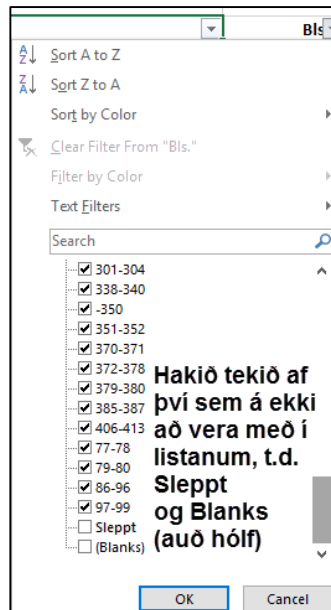 Bls.
Sort A to Z
Sort Z to A
Sort by Color
Clear Filter From "Bls."
Filter by Color
Text Filters
Search
301-304
338-340
-350
351-352
370-371
372-378
379-380
385-387
406-413
77-78
79-80
86-96
97-99
Sleppt
(Blanks)
Hakið tekið af
því sem á ekki
að vera með í
listanum, t.d.
Sleppt
og Blanks
(auð hólf)
OK
Cancel